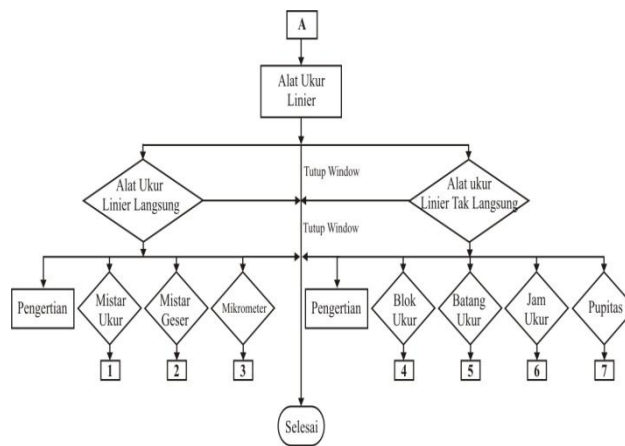 A
Alat Ukur
Linier
Tutup Window
Alat Ukur
Linier Langsung
Alat ukur
Linier Tak Langsung
Tutup Window
Pengertian
Mistar
Ukur
Mistar
Geser
Mikrometer
Pengertian
Blok
Ukur
Batang
Ukur
Jam
Ukur
Pupitas
1
2
3
4
5
6
7
Selesai